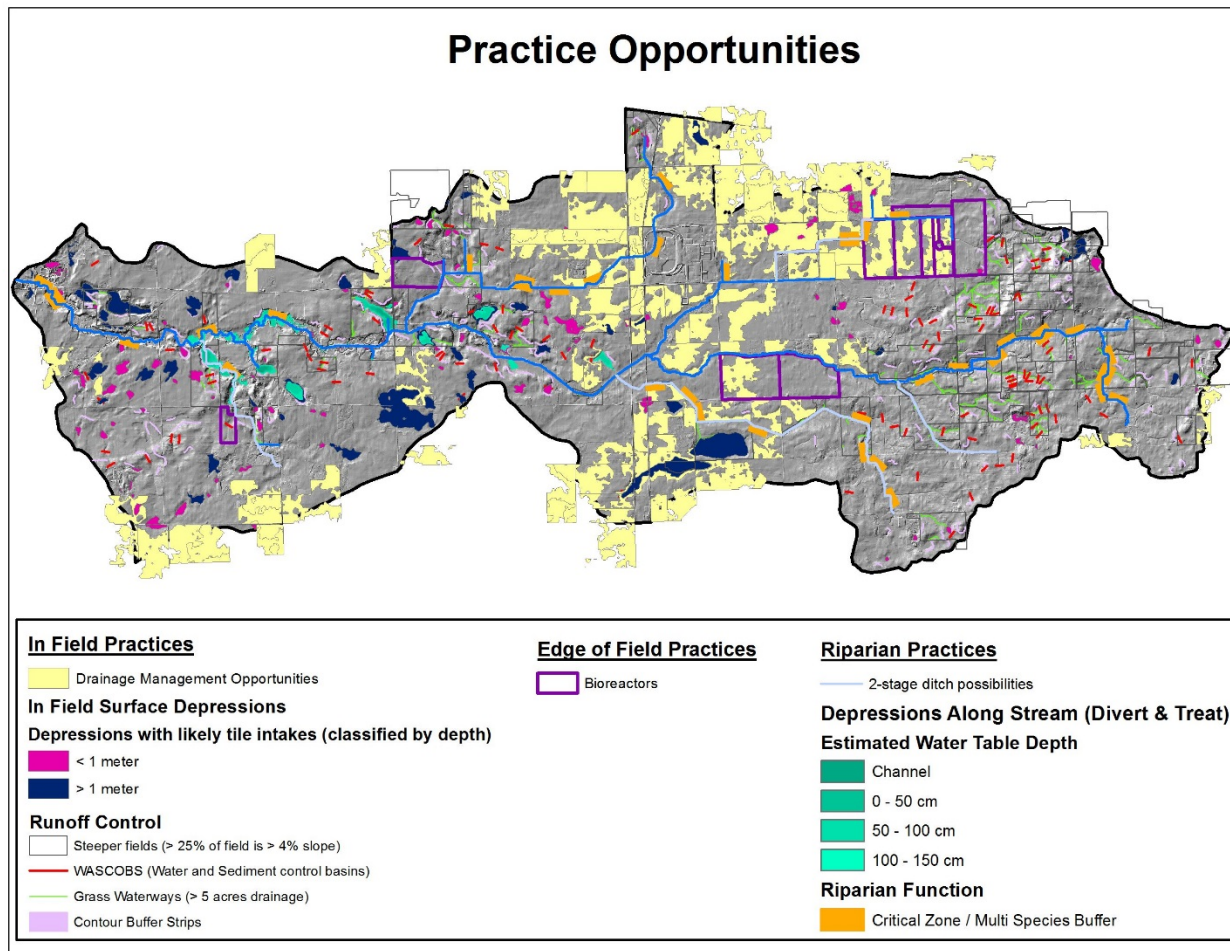 Practice Opportunities
In Field Practices
Drainage Management Opportunities
In Field Surface Depressions
Depressions with likely tile intakes (classified by depth)
< 1 meter
> 1 meter
Runoff Control
Steeper fields (> 25% of field is > 4% slope)
WASCOBS (Water and Sediment control basins)
Grass Waterways (> 5 acres drainage)
Contour Buffer Strips
Edge of Field Practices
Bioreactors
Riparian Practices
2-stage ditch possibilities
Depressions Along Stream (Divert & Treat)
Estimated Water Table Depth
Channel
0 - 50 cm
50 - 100 cm
100 - 150 cm
Riparian Function
Critical Zone / Multi Species Buffer